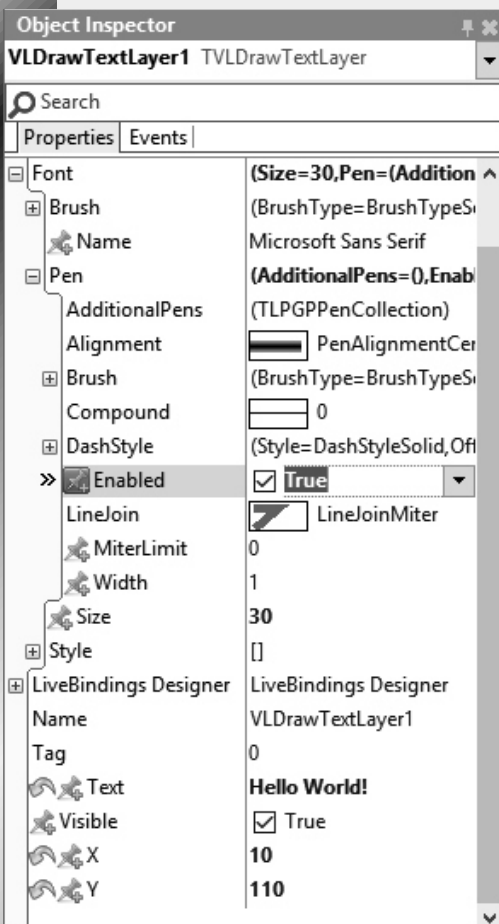 Object Inspector
VLDrawTextLayer1 TVLDrawTextLayer
Search
Properties Events
Font (Size=30,Pen=(Addition
Brush (BrushType=BrushTypeS
Name Microsoft Sans Serif
Pen (AdditionalPens=(),Enabl
AdditionalPens (TLPGPPenCollection)
Alignment PenAlignmentCer
Brush (BrushType=BrushTypeS
Compound 0
DashStyle (Style=DashStyleSolid,Off
» Enabled True
LineJoin LineJoinMiter
MiterLimit 0
Width 1
Size 30
Style []
LiveBindings Designer LiveBindings Designer
Name VLDrawTextLayer1
Tag 0
Text Hello World!
Visible True
X 10
Y 110